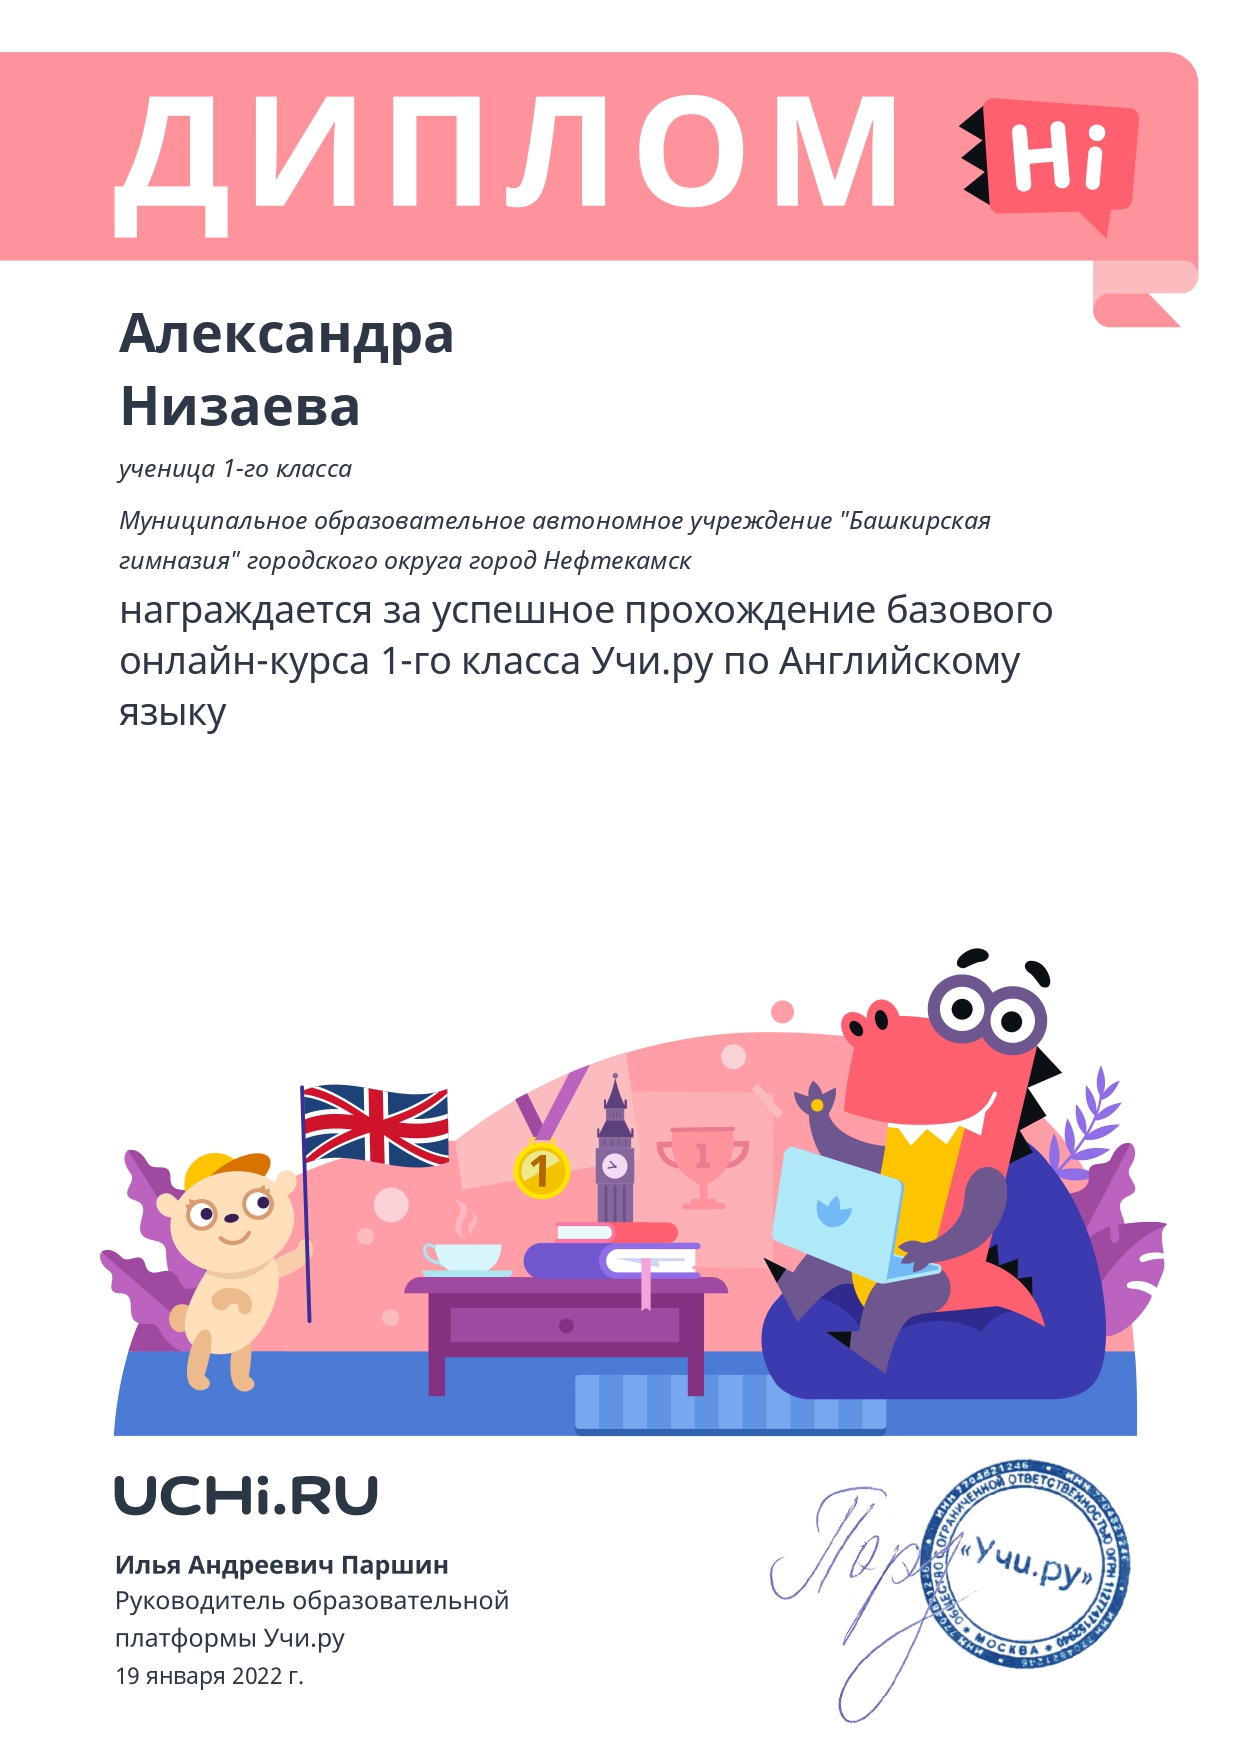 ДИПЛОМ
Hi
Александра
Низаева
ученица 1-го класса
Муниципальное образовательное автономное учреждение "Башкирская
гимназия" городского округа город Нефтекамск
награждается за успешное прохождение базового
онлайн-курса 1-го класса Учи.ру по Английскому
языку
1
1
UCHi.RU
Илья Андреевич Паршин
Руководитель образовательной
платформы Учи.ру
19 января 2022 г.
ОБЩЕСТВО С ОГРАНИЧЕННОЙ ОТВЕТСТВЕННОСТЬЮ ОГРН
ИНН 7704821246
«Учи.ру»
* МОСКВА *